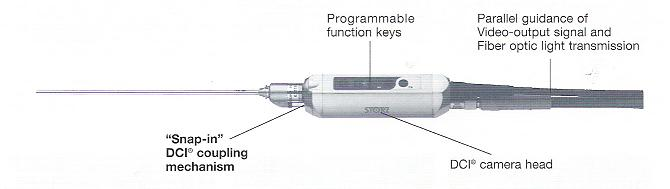 Programmable
function keys
Parallel guidance of
Video-output signal and
Fiber optic light transmission
STORZ
"Snap-in"
DCI® coupling
mechanism
DCI® camera head